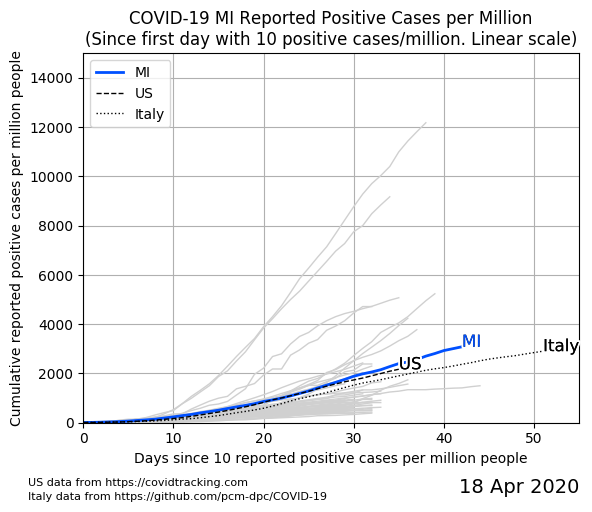 COVID-19 MI Reported Positive Cases per Million
(Since first day with 10 positive cases/million. Linear scale)
Cumulative reported positive cases per million people
14000
12000
10000
8000
6000
4000
2000
0
MI
US
Italy
MI
US
Italy
0 10 20 30 40 50
Days since 10 reported positive cases per million people
US data from https://covidtracking.com
Italy data from https://github.com/pcm-dpc/COVID-19
18 Apr 2020